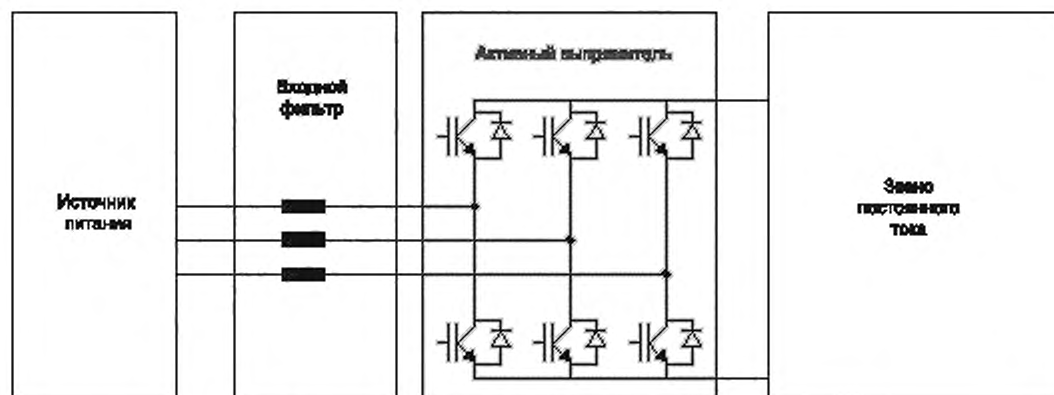 Источник
питания
Входной
фильтр
Активный выпрямитель
Звено
постоянного
тока